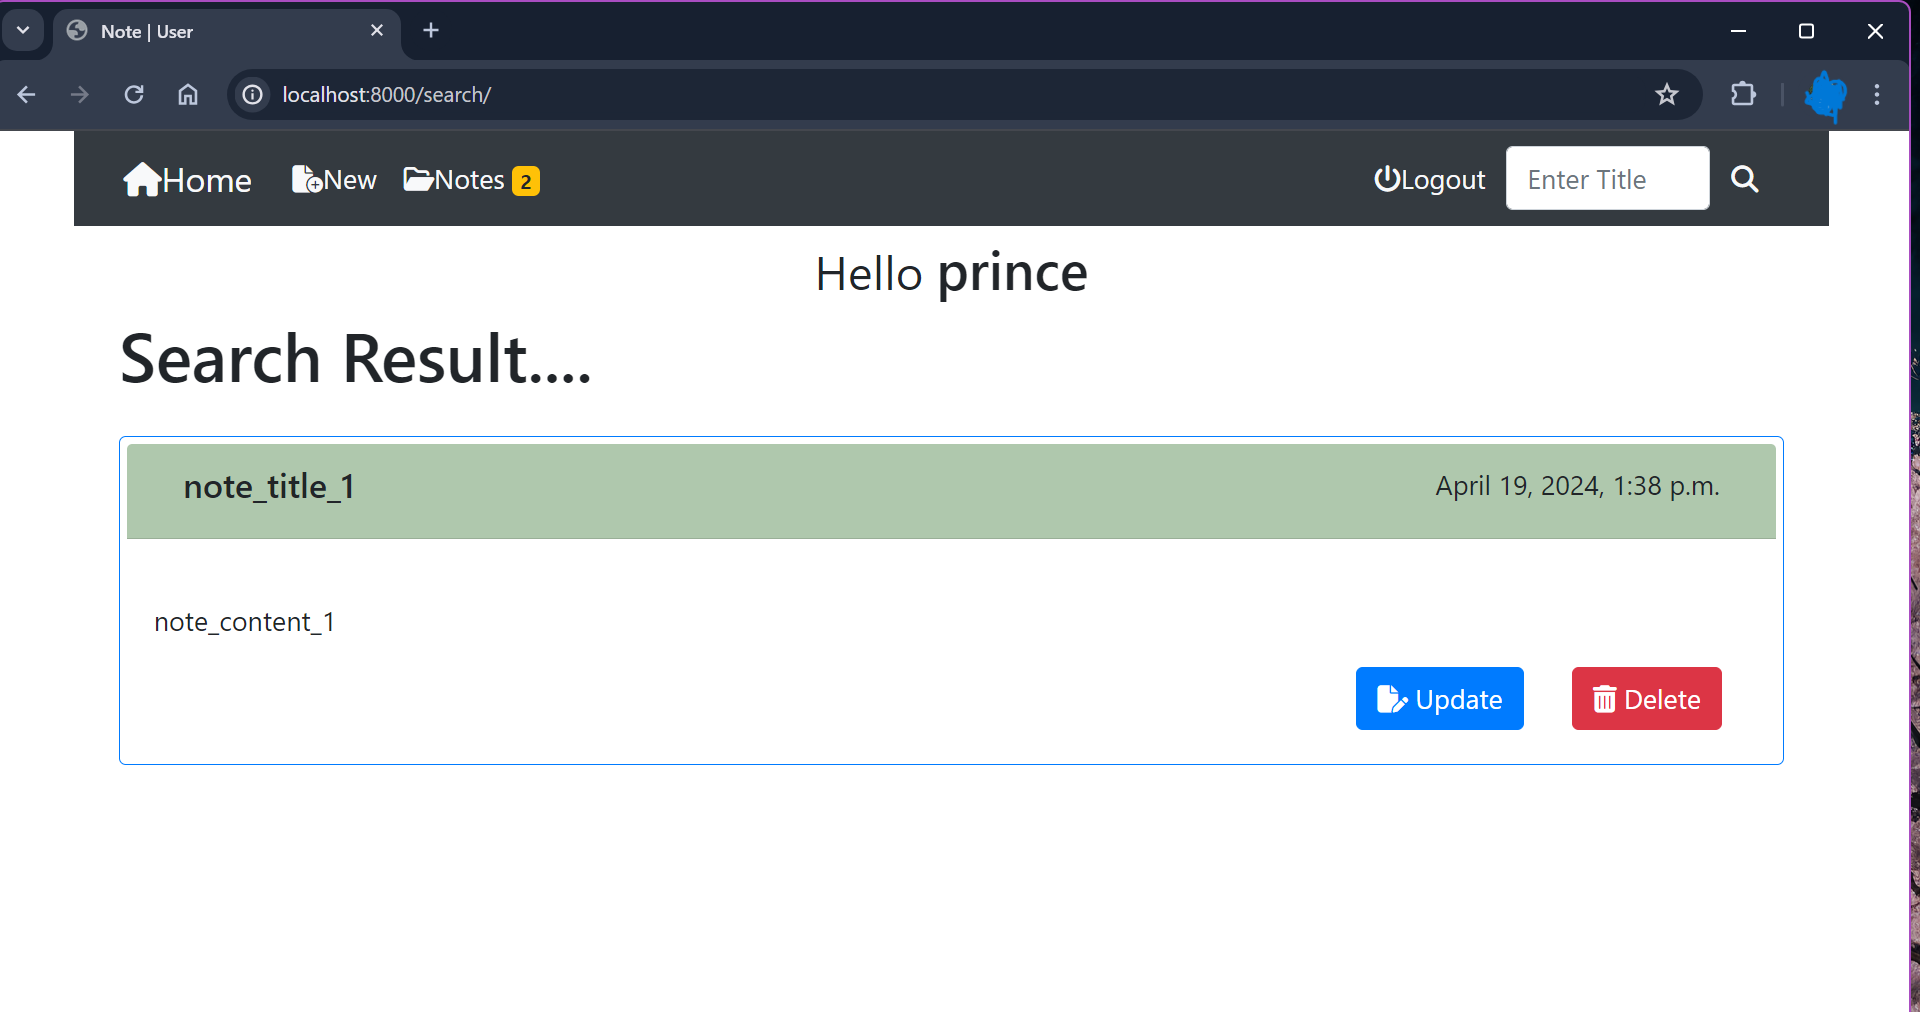 Note | User
localhost:8000/search/
Home New Notes 2 Logout Enter Title
Hello prince
Search Result....
note_title_1 April 19, 2024, 1:38 p.m.
note_content_1
Update Delete